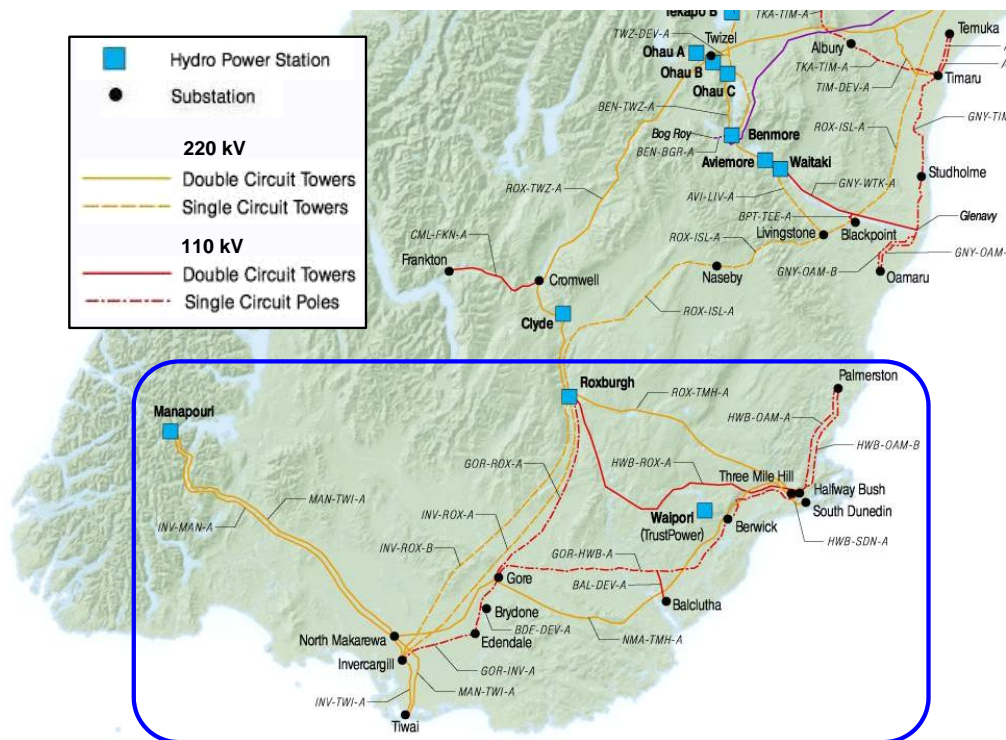 Hydro Power Station
Substation
220 kV
Double Circuit Towers
Single Circuit Towers
110 kV
Double Circuit Towers
Single Circuit Poles
Tekapo B
TKA-TIM-A
Temuka
TWZ-DEV-A
Twizel
Albury
Ohau A
TKA-TIM-A
Ohau B
Timaru
Ohau C
TIM-DEV-A
BEN-TWZ-A
ROX-ISL-A
GNY-TIM
Bog Roy
Benmore
BEN-BGR-A
Aviemore
Waitaki
Studholme
ROX-TWZ-A
AVI-LIV-A
GNY-WTK-A
BPT-TEE-A
Glenavy
CML-FKN-A
ROX-ISL-A
Livingstone
Blackpoint
Frankton
GNY-OAM-
Naseby
GNY-OAM-B
Cromwell
Oamaru
ROX-ISL-A
Clyde
Roxburgh
Palmerston
ROX-TMH-A
Manapouri
HWB-OAM-A
HWB-OAM-B
GOR-ROX-A
HWB-ROX-A
Three Mile Hill
Halfway Bush
MAN-TWI-A
Waipori
(TrustPower)
South Dunedin
INV-MAN-A
INV-ROX-A
Berwick
HWB-SDN-A
INV-ROX-B
GOR-HWB-A
Gore
BAL-DEV-A
Brydone
Balclutha
BDE-DEV-A
North Makarewa
Edendale
NMA-TMH-A
Invercargill
GOR-INV-A
MAN-TWI-A
INV-TWI-A
Tiwai